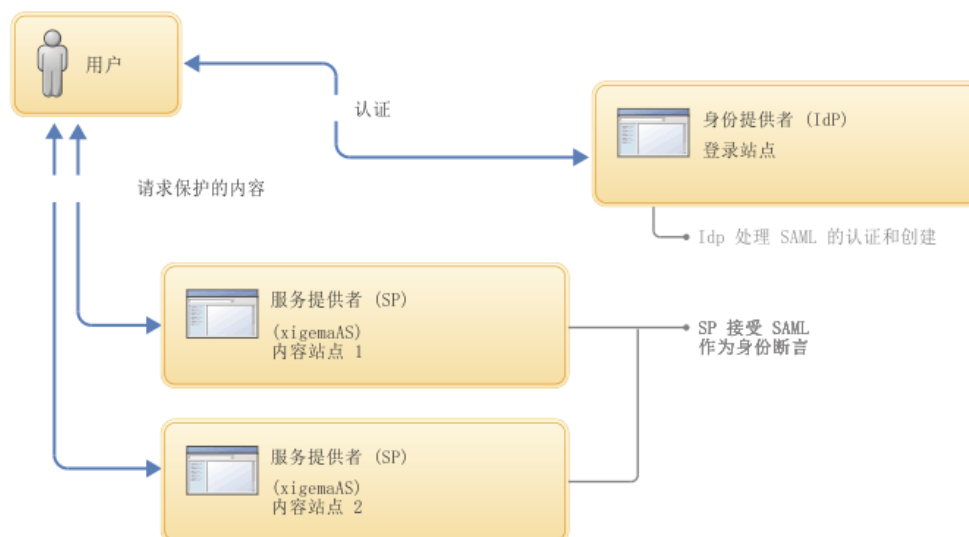 用户
认证
身份提供者 (IdP)
登录站点
请求保护的内容
Idp 处理 SAML 的认证和创建
服务提供者 (SP)
(xigemaAS)
内容站点 1
SP 接受 SAML
作为身份断言
服务提供者 (SP)
(xigemaAS)
内容站点 2